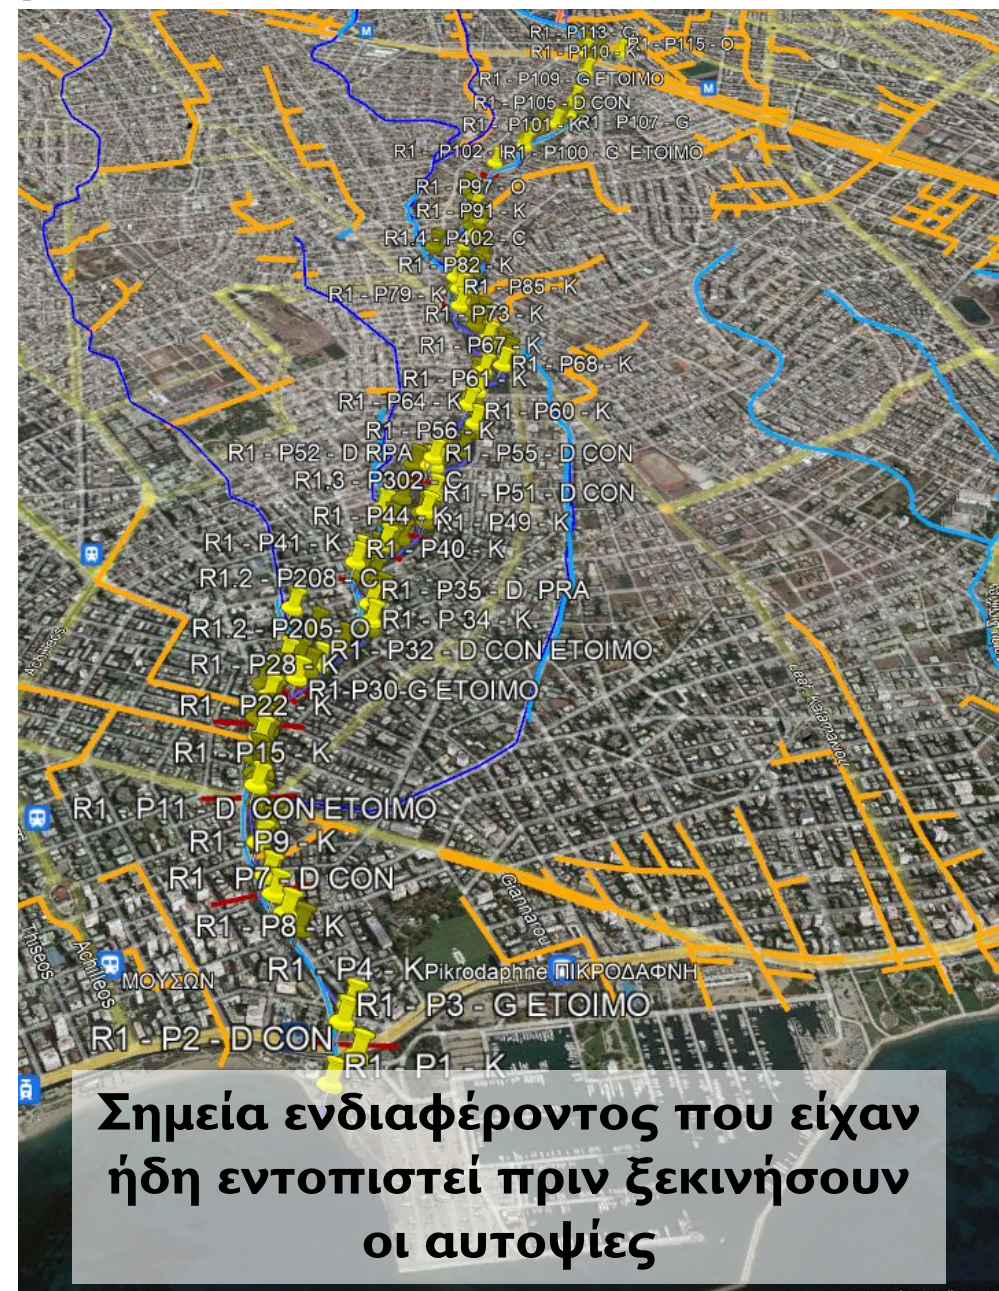 R1 - P113 - G
R1 - P115 - O
R1 - P110 - K
R1 - P109 - G ETOIMO
R1 - P105 - D CON
R1 - P101 - K
R1 - P107 - G
R1 - P102 -
R1 - P100 - G ETOIMO
R1 - P97 - O
R1 - P91 - K
R1.4 - P402 - C
R1 - P82 - K
R1 - P85 - K
R1 - P79 - K
R1 - P73 - K
R1 - P67 - K
R1 - P68 - K
R1 - P61 - K
R1 - P64 - K
R1 - P60 - K
R1 - P56 - K
R1 - P52 - D RPA
R1 - P55 - D CON
R1.3 - P302 - C
R1 - P51 - D CON
R1 - P44 - K
R1 - P49 - K
R1 - P41 - K
R1 - P40 - K
R1.2 - P208 - C
R1 - P35 - D PRA
R1 - P 34 - K
R1.2 - P205- O
R1 - P32 - D CON ETOIMO
Achilleos
R1 - P28 - K
R1-P30-G ETOIMO
R1 - P22 - K
Leof. Kalamakiou
R1 - P15 - K
R1 - P11 - D CON ETOIMO
R1 - P9 - K
R1 - P7 - D CON
Giannitsou
R1 - P8 - K
Thiseos
Achilleos
ΜΟΥΣΩΝ
R1 - P4 - K
Pikrodaphne ΠΙΚΡΟΔΑΦΝΗ
R1 - P3 - G ETOIMO
R1 - P2 - D CON
R1 - P1 - K
Σημεία ενδιαφέροντος που είχαν
ήδη εντοπιστεί πριν ξεκινήσουν
οι αυτοψίες